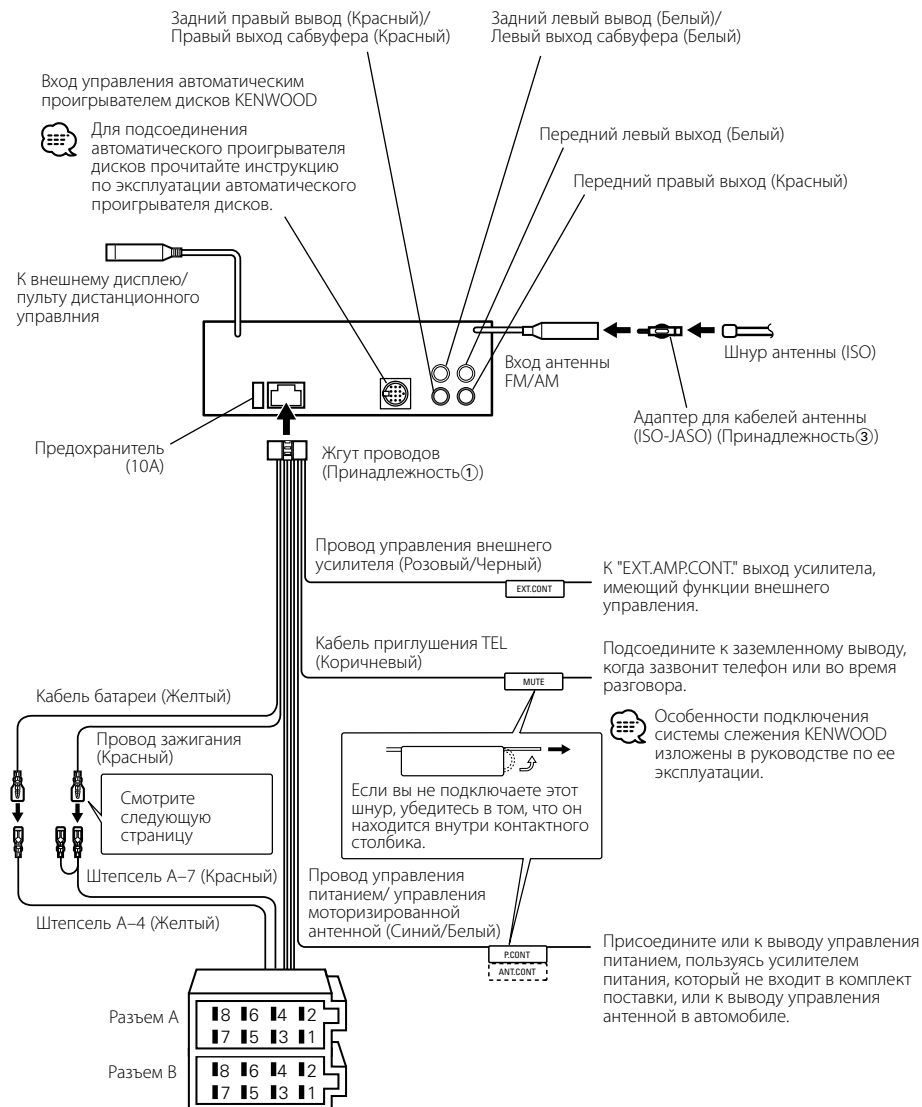 Задний правый вывод (Красный)/
Правый выход сабвуфера (Красный)
Задний левый вывод (Белый)/
Левый выход сабвуфера (Белый)
Вход управления автоматическим
проигрывателем дисков KENWOOD
Для подсоединения
автоматического проигрывателя
дисков прочитайте инструкцию
по эксплуатации автоматического
проигрывателя дисков.
Передний левый выход (Белый)
Передний правый выход (Красный)
К внешнему дисплею/
пульту дистанционного
управлния
Вход антенны
FM/AM
Шнур антенны (ISO)
Адаптер для кабелей антенны
(ISO-JASO) (Принадлежность③)
Предохранитель
(10A)
Жгут проводов
(Принадлежность①)
Провод управления внешнего
усилителя (Розовый/Черный)
EXT.CONT
К "EXT.AMP.CONT." выход усилитела,
имеющий функции внешнего
управления.
Кабель приглушения TEL
(Коричневый)
MUTE
Подсоедините к заземленному выводу,
когда зазвонит телефон или во время
разговора.
Особенности подключения
системы слежения KENWOOD
изложены в руководстве по ее
эксплуатации.
Кабель батареи (Желтый)
Провод зажигания
(Красный)
Смотрите
следующую
страницу
Если вы не подключаете этот
шнур, убедитесь в том, что он
находится внутри контактного
столбика.
Штепсель А–7 (Красный)
Штепсель А–4 (Желтый)
Провод управления
питанием/ управления
моторизированной
антенной (Синий/Белый)
P.CONT
ANT.CONT
Присоедините или к выводу управления
питанием, пользуясь усилителем
питания, который не входит в комплект
поставки, или к выводу управления
антенной в автомобиле.
Разъем А
8 6 4 2
7 5 3 1
Разъем В
8 6 4 2
7 5 3 1